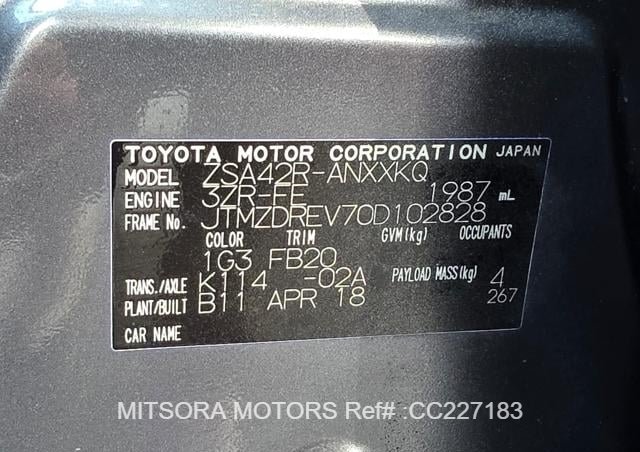 TOYOTA MOTOR CORPORATION JAPAN
MODEL ZSA42R-ANXXKQ
ENGINE 3ZR-FE 1987 mL
FRAME NO. JTMZDREV70D102828
COLOR TRIM GVM(kg) OCCUPANTS
1G3 FB20
TRANS./AXLE K114 -02A PAYLOAD MASS(kg) 4
PLANT/BUILT B11 APR 18 267
CAR NAME
MITSORA MOTORS Ref# :CC227183